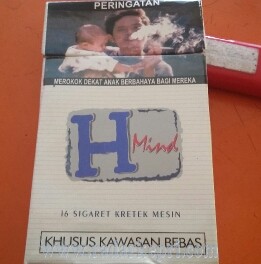 PERINGATAN
MEROKOK DEKAT ANAK BERBAHAYA BAGI MEREKA
H Mind
16 SIGARET KRETEK MESIN
KHUSUS KAWASAN BEBAS